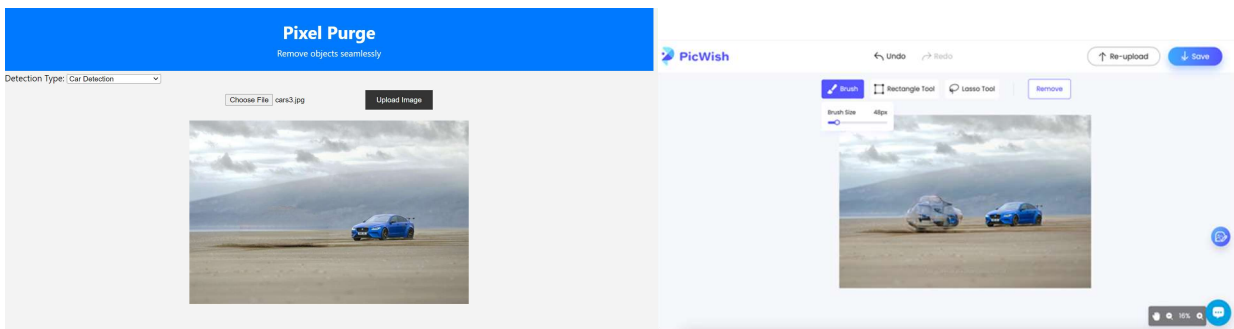 Pixel Purge
Remove objects seamlessly
Detection Type: Car Detection
Choose File cars3.jpg Upload Image
PicWish Undo Redo Re-upload Save
Brush Rectangle Tool Lasso Tool Remove
Brush Size 48px
16%